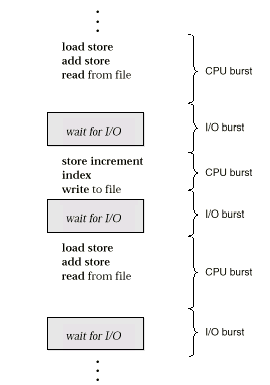 load store
add store
read from file
CPU burst
wait for I/O
I/O burst
store increment
index
write to file
CPU burst
wait for I/O
I/O burst
load store
add store
read from file
CPU burst
wait for I/O
I/O burst